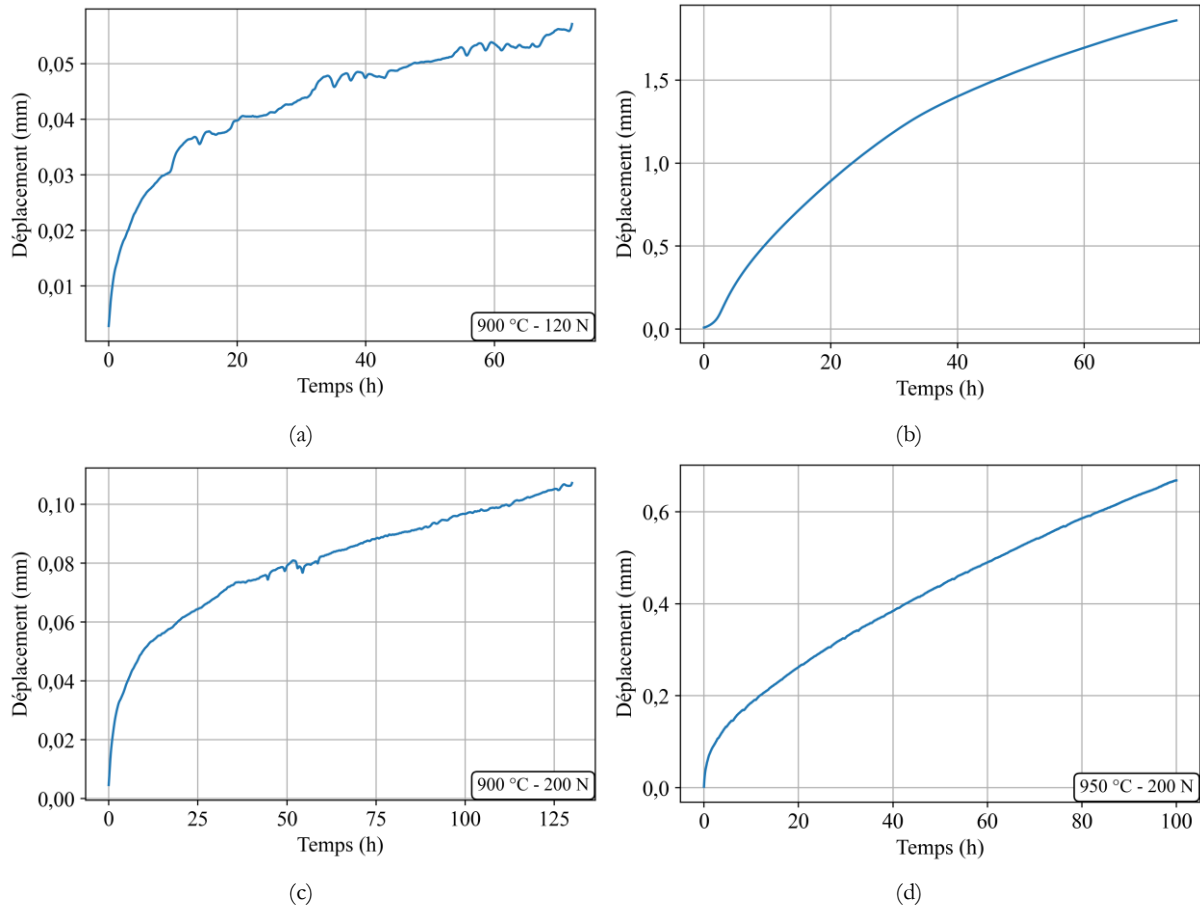 Déplacement (mm)
0,05
0,04
0,03
0,02
0,01
900 °C - 120 N
0 20 40 60
Temps (h)
(a)
Déplacement (mm)
1,5
1,0
0,5
0,0
0 20 40 60
Temps (h)
(b)
Déplacement (mm)
0,10
0,08
0,06
0,04
0,02
0,00
900 °C - 200 N
0 25 50 75 100 125
Temps (h)
(c)
Déplacement (mm)
0,6
0,4
0,2
0,0
950 °C - 200 N
0 20 40 60 80 100
Temps (h)
(d)